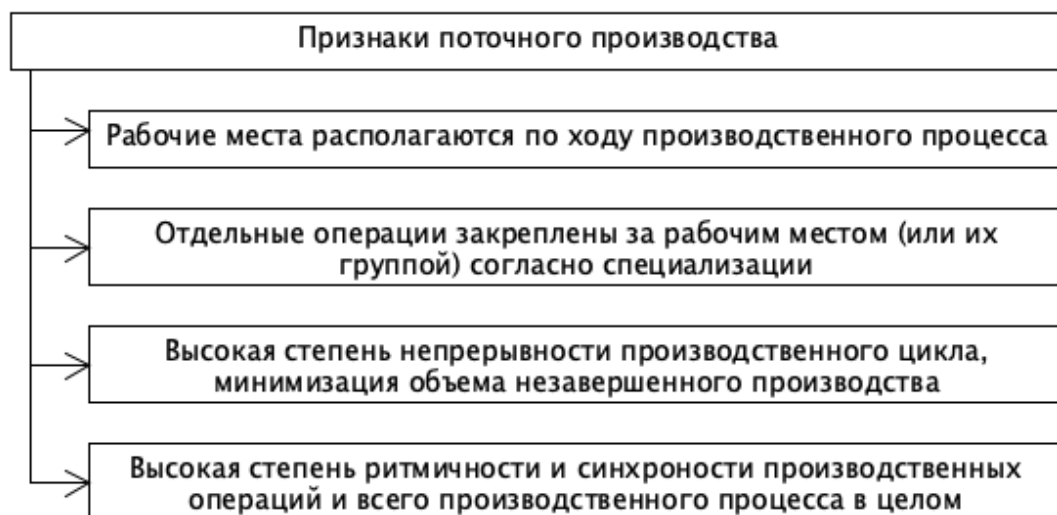 Признаки поточного производства
Рабочие места располагаются по ходу производственного процесса
Отдельные операции закреплены за рабочим местом (или их
группой) согласно специализации
Высокая степень непрерывности производственного цикла,
минимизация объема незавершенного производства
Высокая степень ритмичности и синхроности производственных
операций и всего производственного процесса в целом